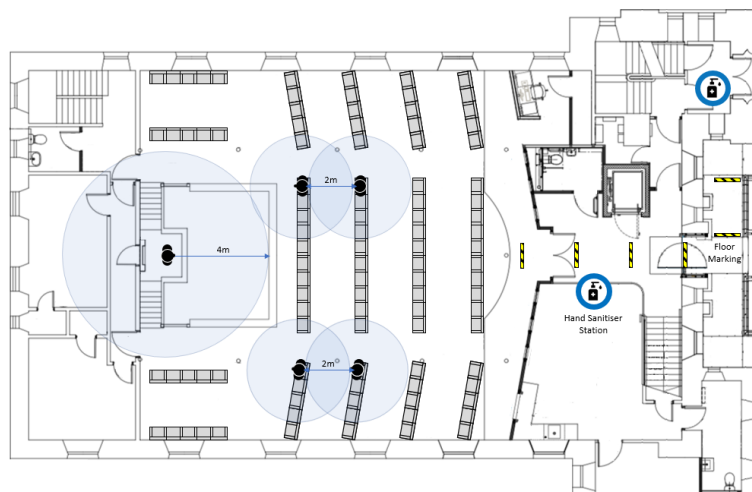 2m
4m
Floor
Marking
Hand Sanitiser
Station
2m